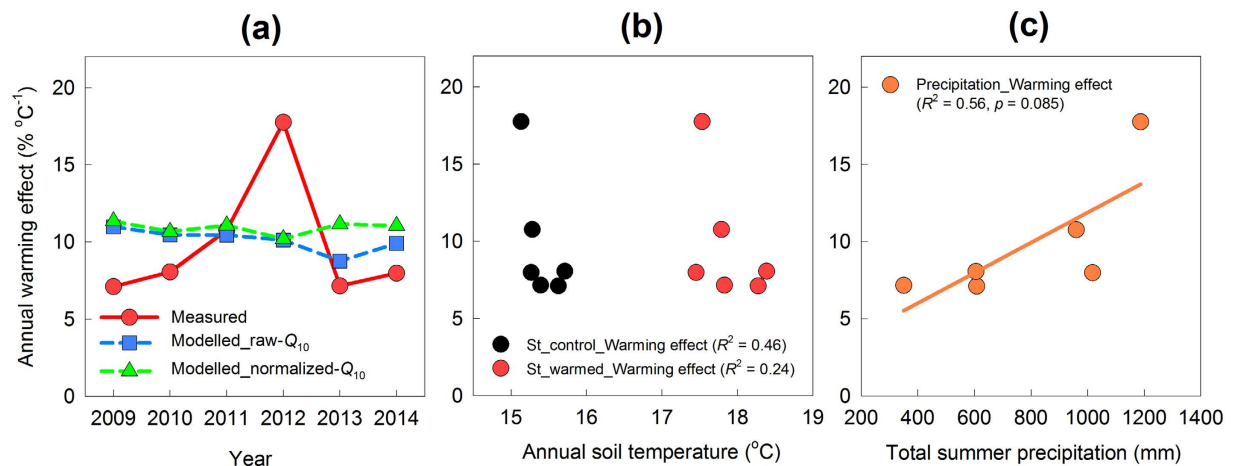 (a)
Annual warming effect (% °C⁻¹)
20
15
10
5
0
Measured
Modelled_raw-Q₁₀
Modelled_normalized-Q₁₀
2009 2010 2011 2012 2013 2014
Year
(b)
20
15
10
5
0
St_control_Warming effect (R² = 0.46)
St_warmed_Warming effect (R² = 0.24)
15 16 17 18 19
Annual soil temperature (°C)
(c)
20
15
10
5
0
Precipitation_Warming effect
(R² = 0.56, p = 0.085)
200 400 600 800 1000 1200 1400
Total summer precipitation (mm)